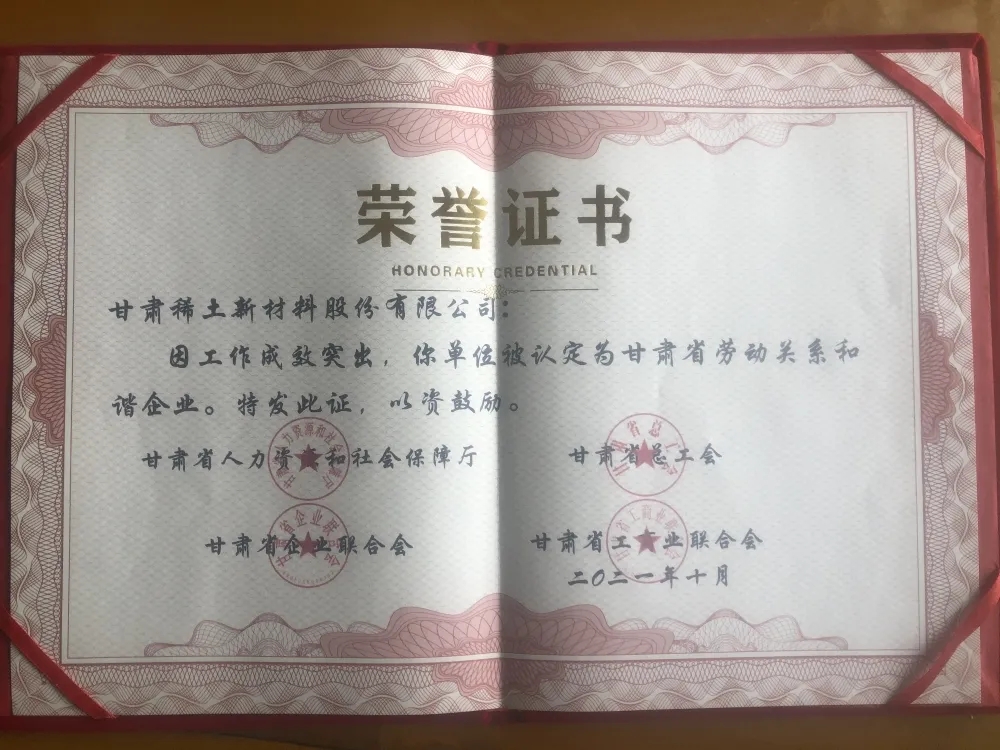 荣誉证书
HONORARY CREDENTIAL
甘肃稀土新材料股份有限公司：
因工作成效突出，你单位被认定为甘肃省劳动关系和
谐企业。特发此证，以资鼓励。
甘肃省人力资源和社会保障厅
甘肃省总工会
甘肃省企业联合会
甘肃省工商业联合会
二〇二一年十月